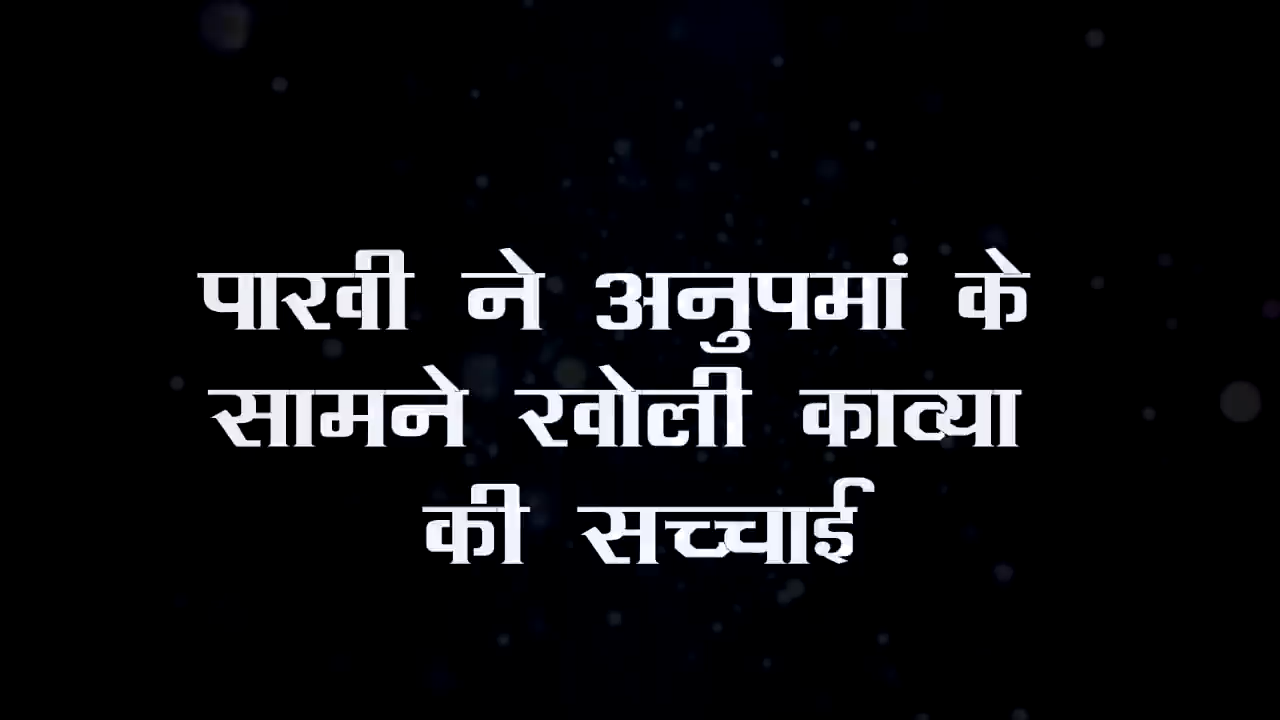 पारवी ने अनुपमां के
सामने खोली काव्या
की सच्चाई